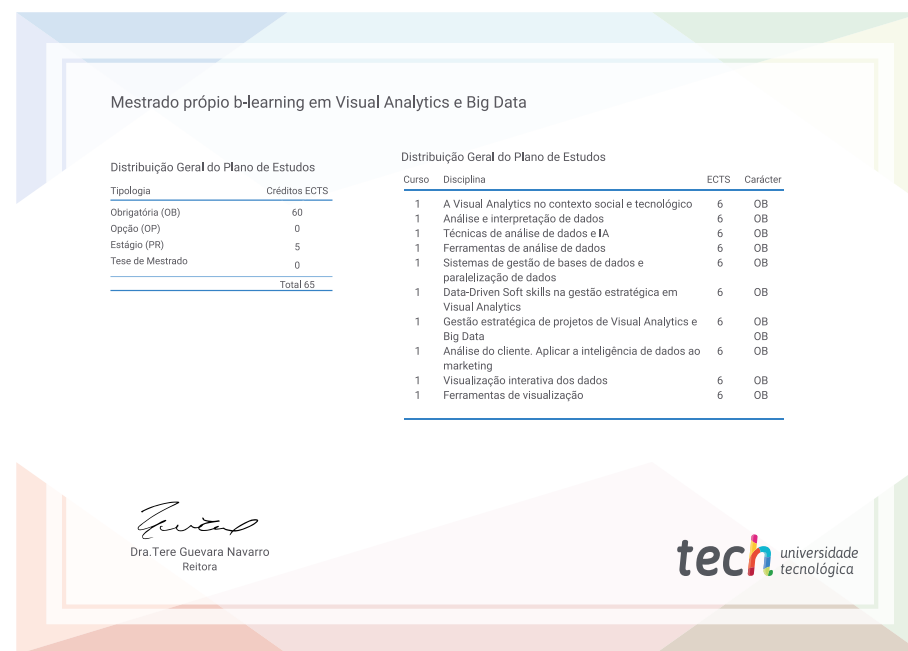 Mestrado própio b-learning em Visual Analytics e Big Data
Distribuição Geral do Plano de Estudos
Tipologia Créditos ECTS
Obrigatória (OB) 60
Opção (OP) 0
Estágio (PR) 5
Tese de Mestrado 0
Total 65
Distribuição Geral do Plano de Estudos
Curso Disciplina ECTS Carácter
1 A Visual Analytics no contexto social e tecnológico 6 OB
1 Análise e interpretação de dados 6 OB
1 Técnicas de análise de dados e IA 6 OB
1 Ferramentas de análise de dados 6 OB
1 Sistemas de gestão de bases de dados e 6 OB
paralelização de dados
1 Data-Driven Soft skills na gestão estratégica em 6 OB
Visual Analytics
1 Gestão estratégica de projetos de Visual Analytics e 6 OB
Big Data OB
1 Análise do cliente. Aplicar a inteligência de dados ao 6 OB
marketing
1 Visualização interativa dos dados 6 OB
1 Ferramentas de visualização 6 OB
Dra.Tere Guevara Navarro
Reitora
tech universidade
tecnológica